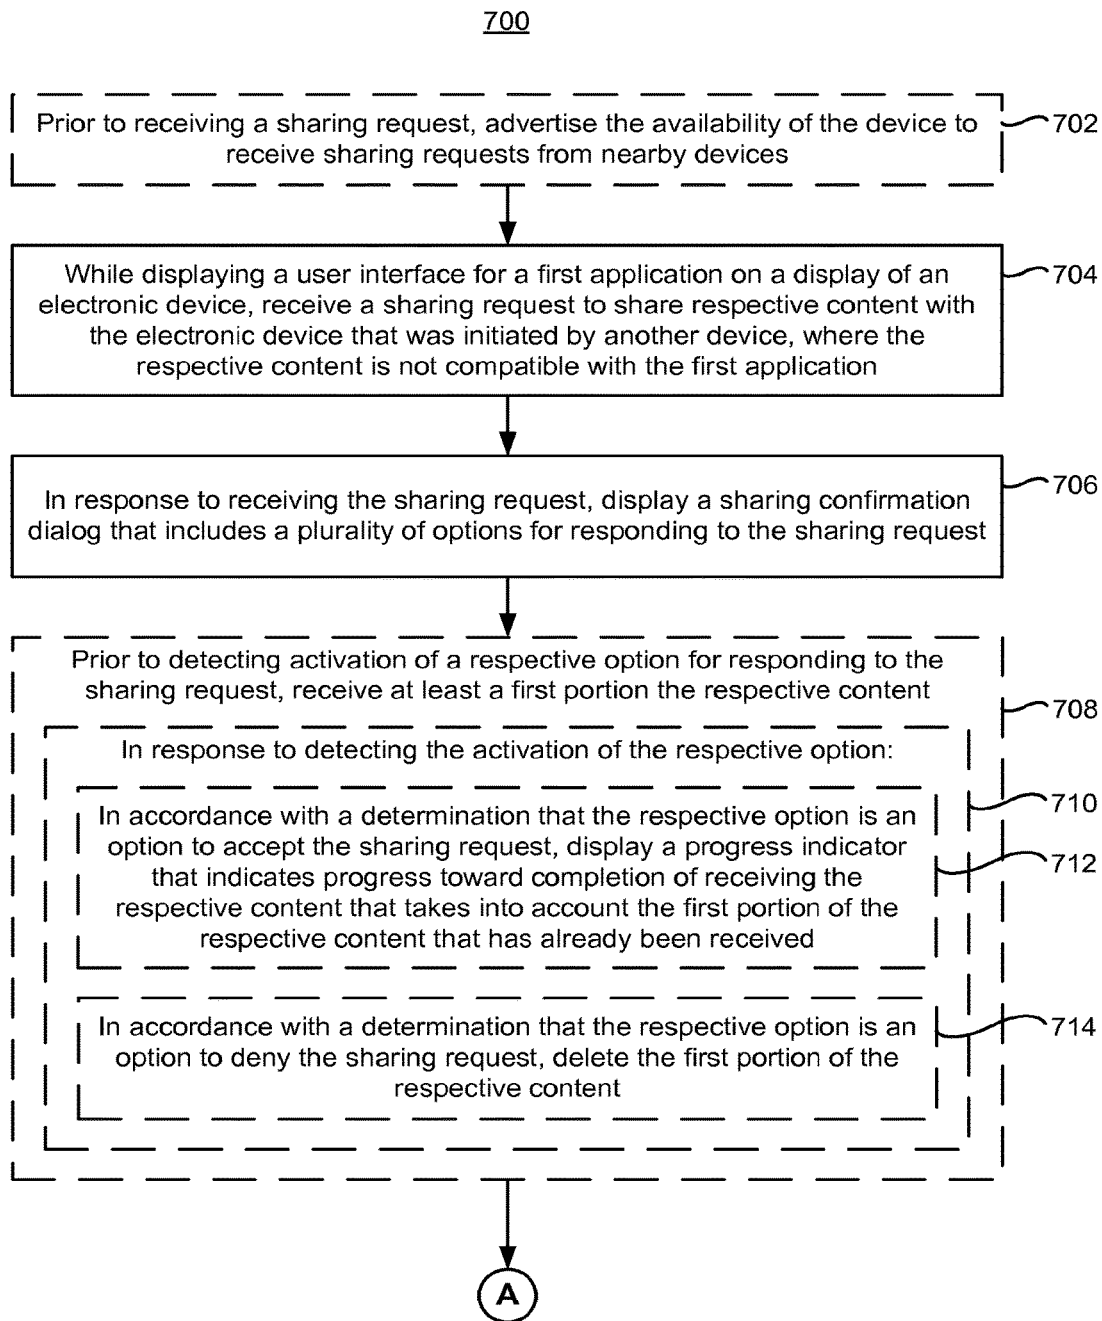 700
Prior to receiving a sharing request, advertise the availability of the device to
receive sharing requests from nearby devices
702
While displaying a user interface for a first application on a display of an
electronic device, receive a sharing request to share respective content with
the electronic device that was initiated by another device, where the
respective content is not compatible with the first application
704
In response to receiving the sharing request, display a sharing confirmation
dialog that includes a plurality of options for responding to the sharing request
706
Prior to detecting activation of a respective option for responding to the
sharing request, receive at least a first portion the respective content
708
In response to detecting the activation of the respective option:
710
In accordance with a determination that the respective option is an
option to accept the sharing request, display a progress indicator
that indicates progress toward completion of receiving the
respective content that takes into account the first portion of the
respective content that has already been received
712
In accordance with a determination that the respective option is an
option to deny the sharing request, delete the first portion of the
respective content
714
A